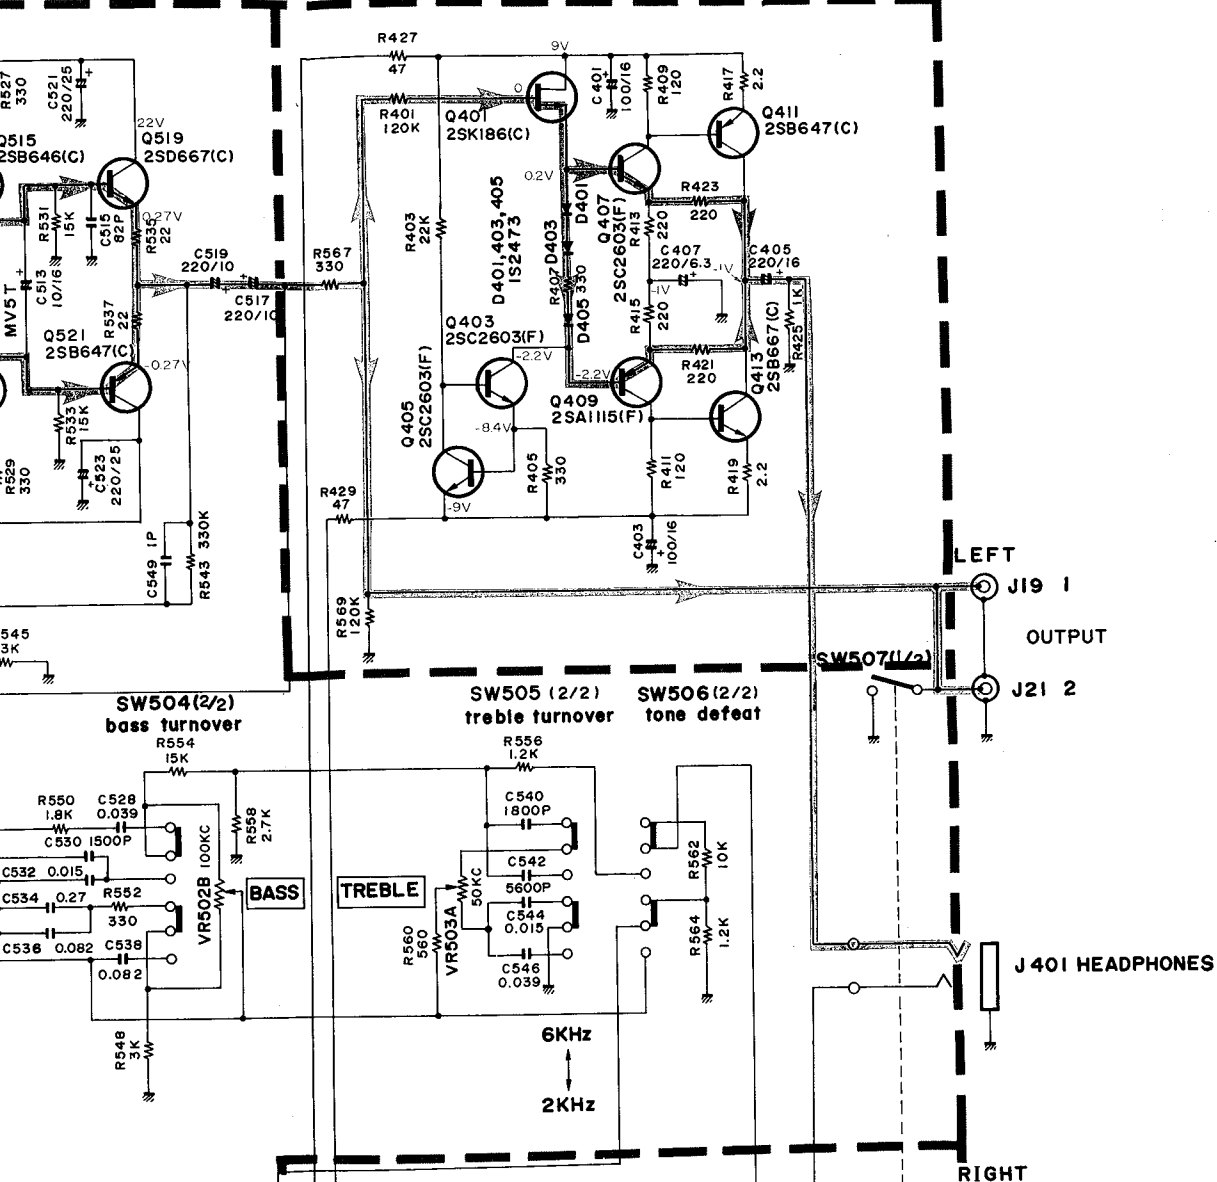 R427
47
9V
R527
330
C521
220/25
C401
100/16
R409
120
R417
2.2
R401
120K
Q401
2SK186(C)
Q411
2SB647(C)
22V
Q519
2SD667(C)
Q515
2SB646(C)
0
0.2V
D401,403,405
1S2473
D401
D403
R407
330
D405
Q407
2SC2603(F)
R423
220
R413
220
R403
22K
R531
15K
C515
82P
0.27V
R535
22
C519
220/10
C517
R567
330
C513
10/16
MV5T
R537
22
C407
220/6.3
-1V
-1V
C405
220/16
R415
220
R425
1K
Q403
2SC2603(F)
-2.2V
-2.2V
Q521
2SB647(C)
-0.27V
R421
220
Q413
2SB667(C)
Q409
2SA1115(F)
Q405
2SC2603(F)
-8.4V
R405
330
R411
120
R419
2.2
-9V
R533
15K
C523
220/25
R529
330
R429
47
C403
100/16
C549 1P
R543 330K
R569
120K
LEFT
J19 1
OUTPUT
J21 2
SW507(1/2)
545
3K
SW504(2/2)
bass turnover
SW505 (2/2)
treble turnover
SW506 (2/2)
tone defeat
R554
15K
R556
1.2K
R550
1.8K
C528
0.039
C530 1500P
C532 0.015
C534 0.27
R552
330
C536 0.082
C538
0.082
VR502B 100KC
R558
2.7K
BASS
TREBLE
C540
1800P
C542
5600P
C544
0.015
C546
0.039
50KC
VR503A
R560
560
R562
10K
R564
1.2K
R548
3K
J401 HEADPHONES
6KHz
2KHz
RIGHT